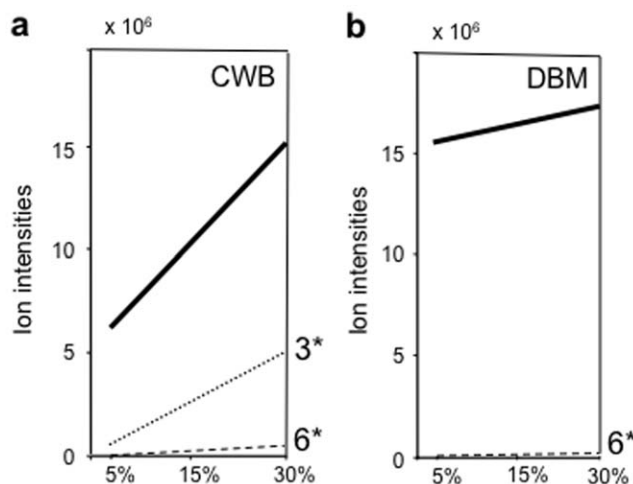 a
x 10⁶
CWB
15
10
5
0
Ion intensities
3*
6*
5%
15%
30%
b
x 10⁶
DBM
15
10
5
0
Ion intensities
6*
5%
15%
30%